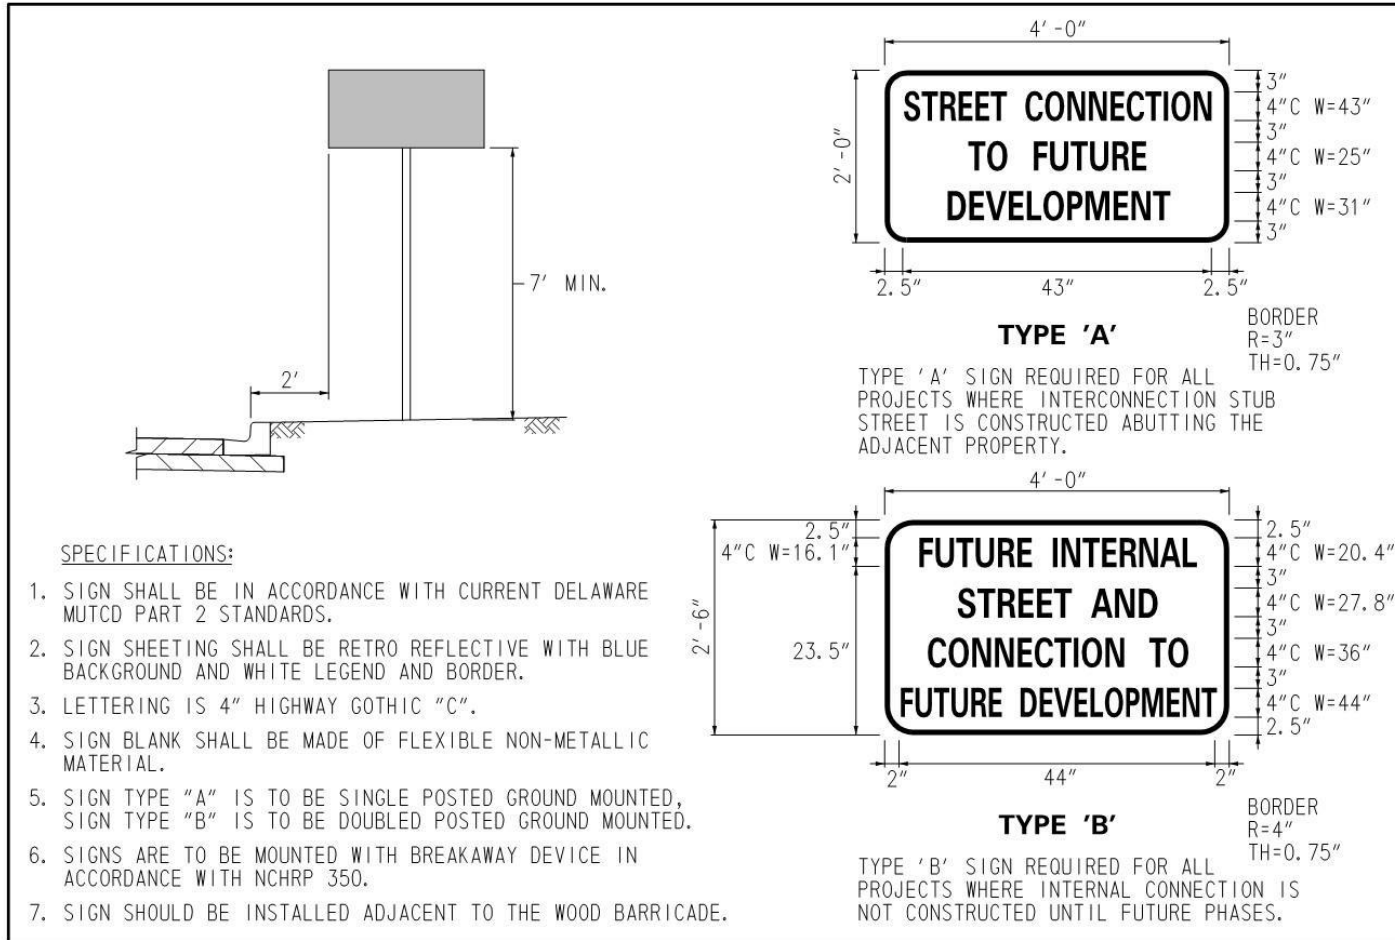 7' MIN.
2'
SPECIFICATIONS:
1. SIGN SHALL BE IN ACCORDANCE WITH CURRENT DELAWARE
MUTCD PART 2 STANDARDS.
2. SIGN SHEETING SHALL BE RETRO REFLECTIVE WITH BLUE
BACKGROUND AND WHITE LEGEND AND BORDER.
3. LETTERING IS 4" HIGHWAY GOTHIC "C".
4. SIGN BLANK SHALL BE MADE OF FLEXIBLE NON-METALLIC
MATERIAL.
5. SIGN TYPE "A" IS TO BE SINGLE POSTED GROUND MOUNTED,
SIGN TYPE "B" IS TO BE DOUBLED POSTED GROUND MOUNTED.
6. SIGNS ARE TO BE MOUNTED WITH BREAKAWAY DEVICE IN
ACCORDANCE WITH NCHRP 350.
7. SIGN SHOULD BE INSTALLED ADJACENT TO THE WOOD BARRICADE.
4'-0"
2'-0"
STREET CONNECTION
TO FUTURE
DEVELOPMENT
3"
4"C W=43"
3"
4"C W=25"
3"
4"C W=31"
3"
2.5" 43" 2.5"
TYPE 'A'
BORDER
R=3"
TH=0.75"
TYPE 'A' SIGN REQUIRED FOR ALL
PROJECTS WHERE INTERCONNECTION STUB
STREET IS CONSTRUCTED ABUTTING THE
ADJACENT PROPERTY.
4'-0"
2.5"
4"C W=16.1"
23.5"
2'-6"
FUTURE INTERNAL
STREET AND
CONNECTION TO
FUTURE DEVELOPMENT
2.5"
4"C W=20.4"
3"
4"C W=27.8"
3"
4"C W=36"
3"
4"C W=44"
2.5"
2" 44" 2"
TYPE 'B'
BORDER
R=4"
TH=0.75"
TYPE 'B' SIGN REQUIRED FOR ALL
PROJECTS WHERE INTERNAL CONNECTION IS
NOT CONSTRUCTED UNTIL FUTURE PHASES.